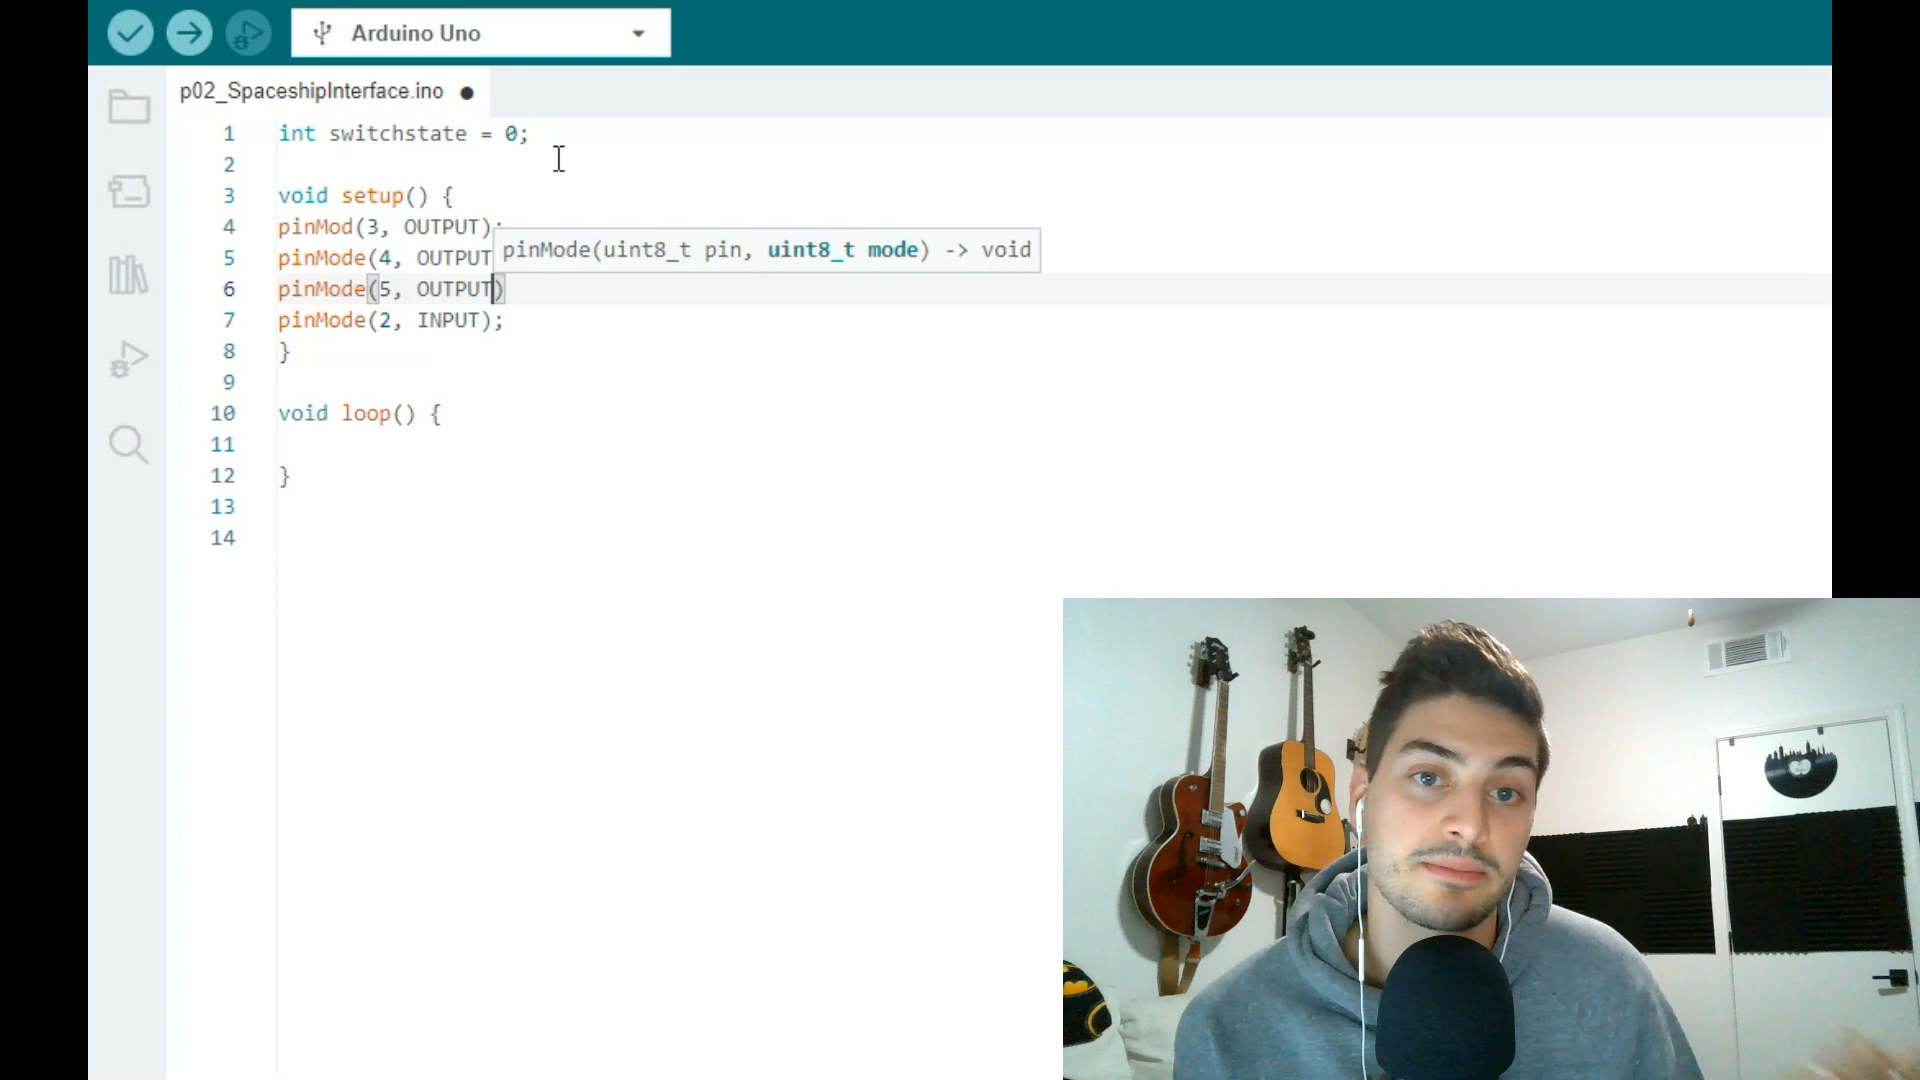 Arduino Uno
p02_SpaceshipInterface.ino
1 int switchstate = 0;
2
3 void setup() {
4 pinMod(3, OUTPUT);
pinMode(uint8_t pin, uint8_t mode) -> void
5 pinMode(4, OUTPUT
6 pinMode(5, OUTPUT)
7 pinMode(2, INPUT);
8 }
9
10 void loop() {
11
12 }
13
14